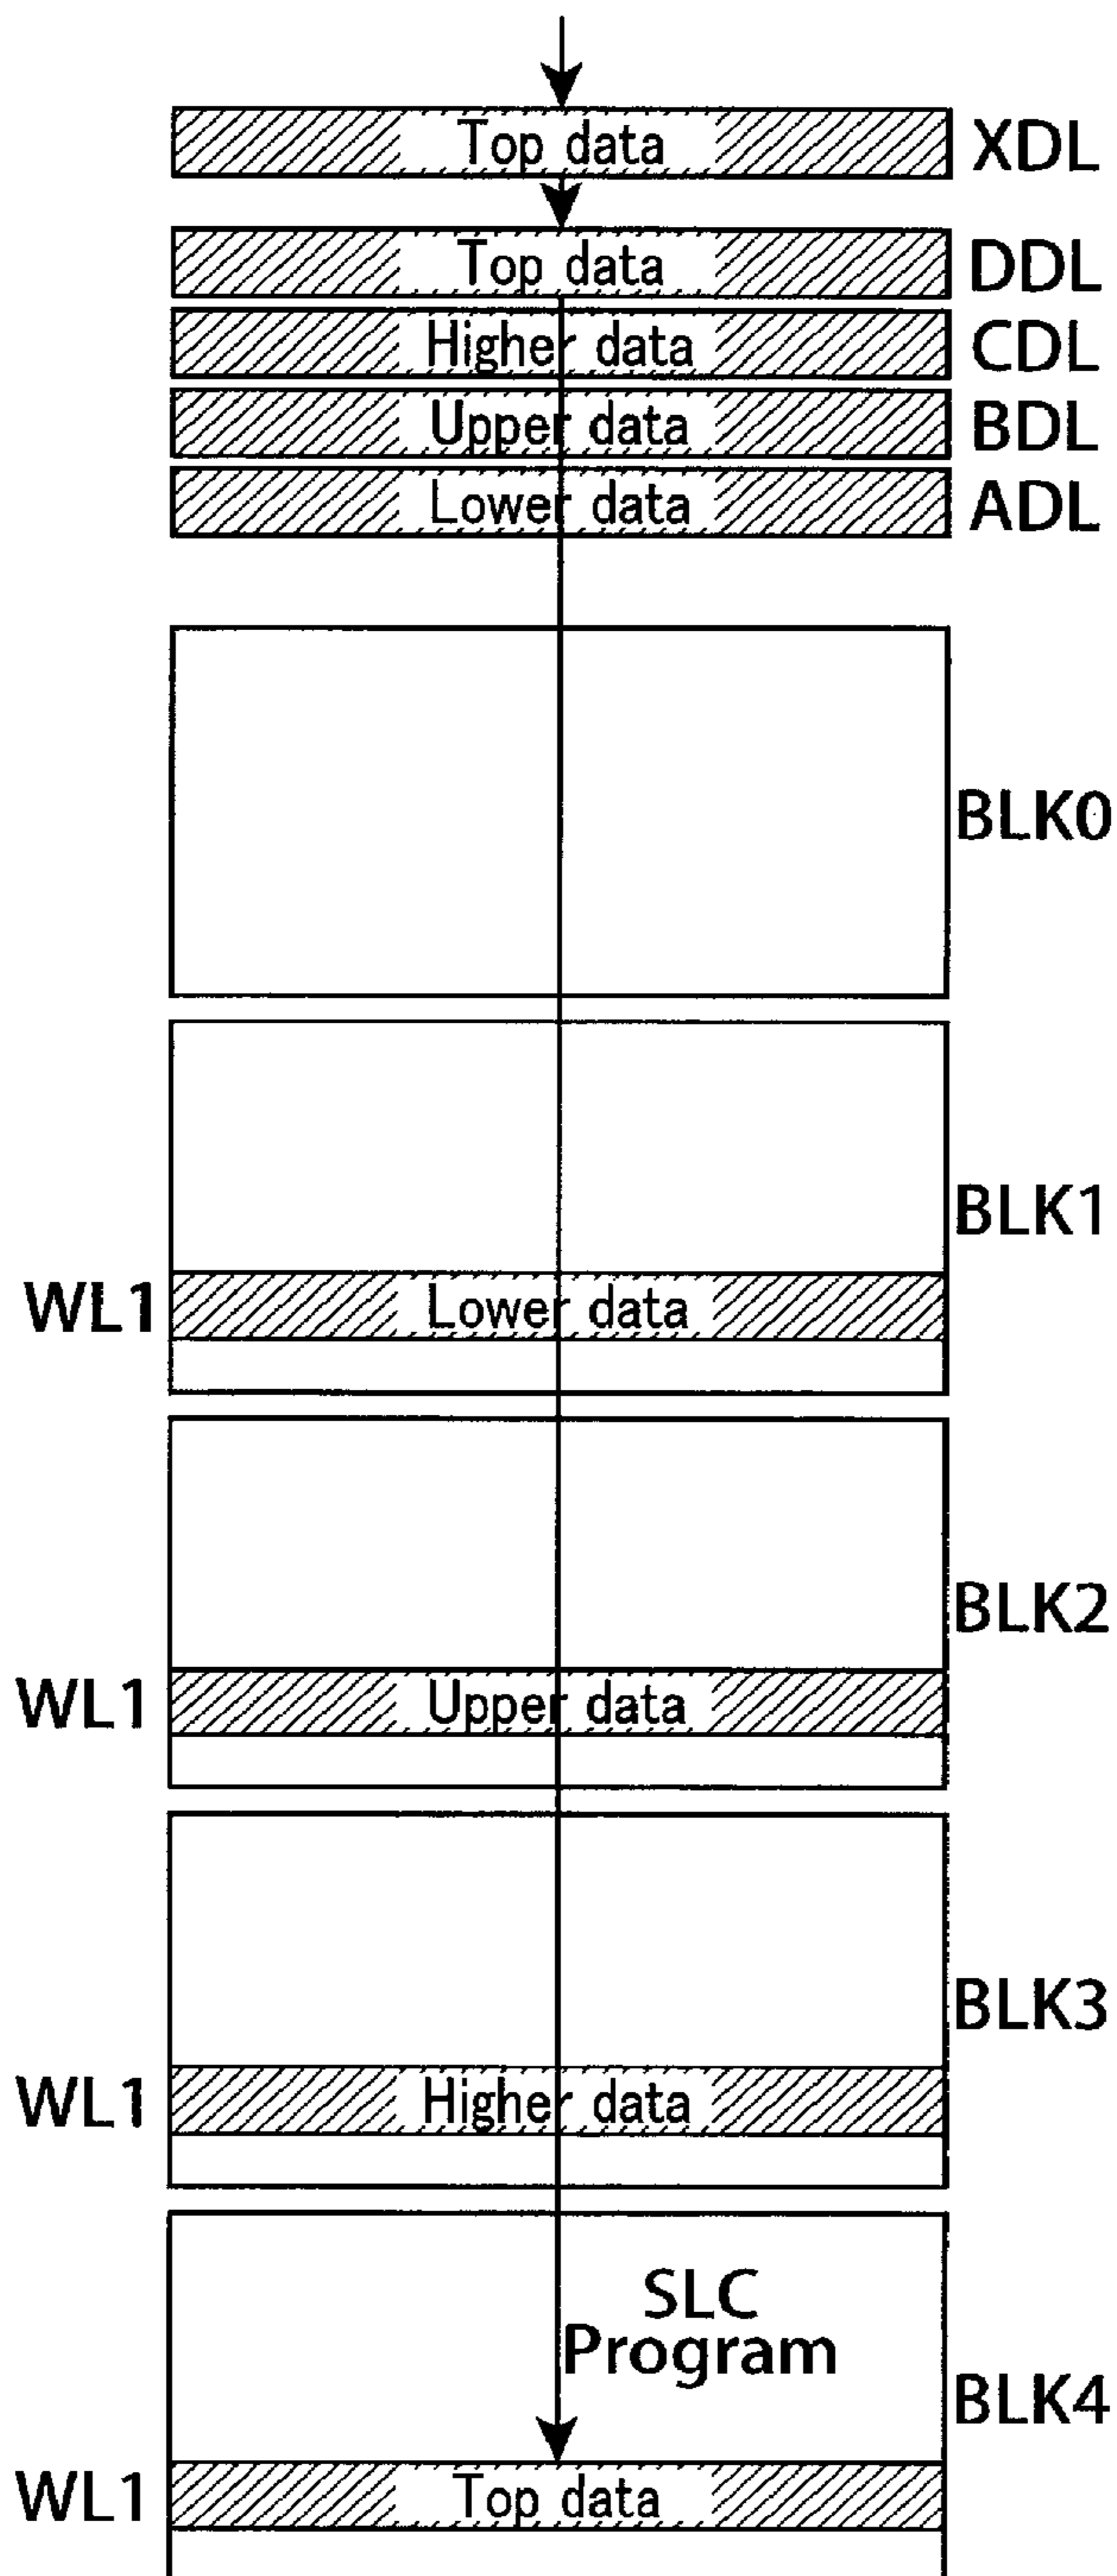 Top data XDL
Top data DDL
Higher data CDL
Upper data BDL
Lower data ADL
BLK0
BLK1
WL1 Lower data
BLK2
WL1 Upper data
BLK3
WL1 Higher data
SLC
Program
BLK4
WL1 Top data